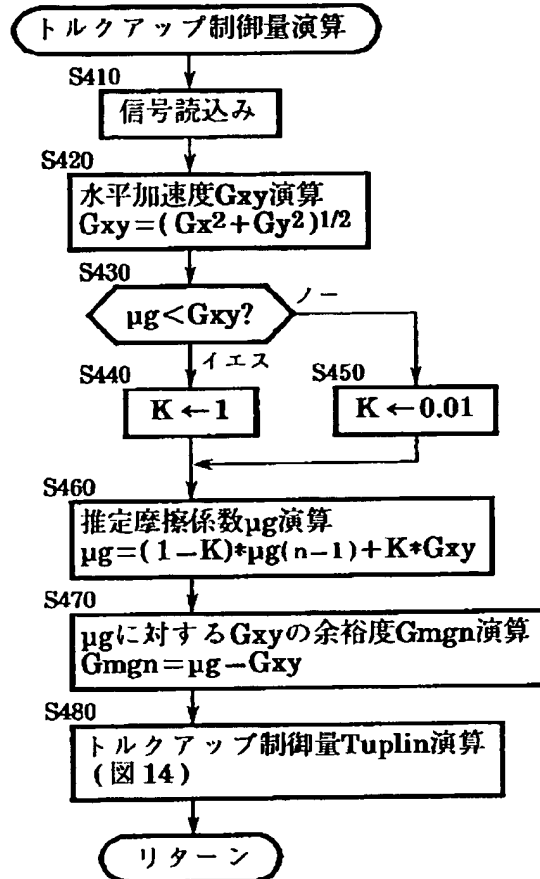 トルクアップ制御量演算
S410
信号読込み
S420
水平加速度Gxy演算
Gxy=(Gx²+Gy²)1/2
S430
μg<Gxy?
ノー
イエス
S440
K←1
S450
K←0.01
S460
推定摩擦係数μg演算
μg=(1−K)*μg(n−1)+K*Gxy
S470
μgに対するGxyの余裕度Gmgn演算
Gmgn=μg−Gxy
S480
トルクアップ制御量Tuplin演算
(図14)
リターン